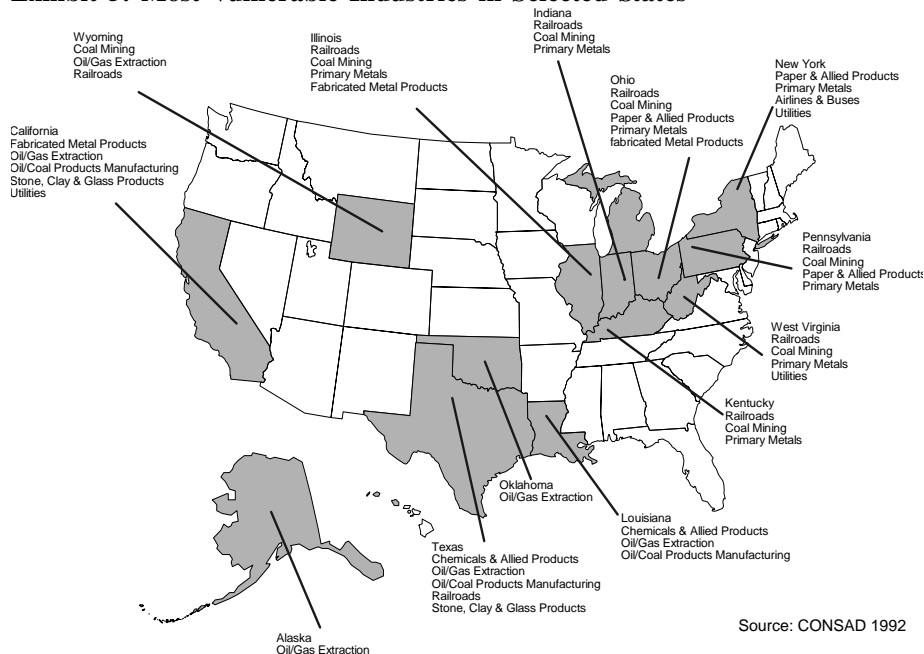 Exhibit 3: Most Vulnerable Industries in Selected States
Wyoming
Coal Mining
Oil/Gas Extraction
Railroads
Illinois
Railroads
Coal Mining
Primary Metals
Fabricated Metal Products
Indiana
Railroads
Coal Mining
Primary Metals
Ohio
Railroads
Coal Mining
Paper & Allied Products
Primary Metals
fabricated Metal Products
New York
Paper & Allied Products
Primary Metals
Airlines & Buses
Utilities
California
Fabricated Metal Products
Oil/Gas Extraction
Oil/Coal Products Manufacturing
Stone, Clay & Glass Products
Utilities
Pennsylvania
Railroads
Coal Mining
Paper & Allied Products
Primary Metals
West Virginia
Railroads
Coal Mining
Primary Metals
Utilities
Kentucky
Railroads
Coal Mining
Primary Metals
Oklahoma
Oil/Gas Extraction
Louisiana
Chemicals & Allied Products
Oil/Gas Extraction
Oil/Coal Products Manufacturing
Texas
Chemicals & Allied Products
Oil/Gas Extraction
Oil/Coal Products Manufacturing
Railroads
Stone, Clay & Glass Products
Alaska
Oil/Gas Extraction
Source: CONSAD 1992